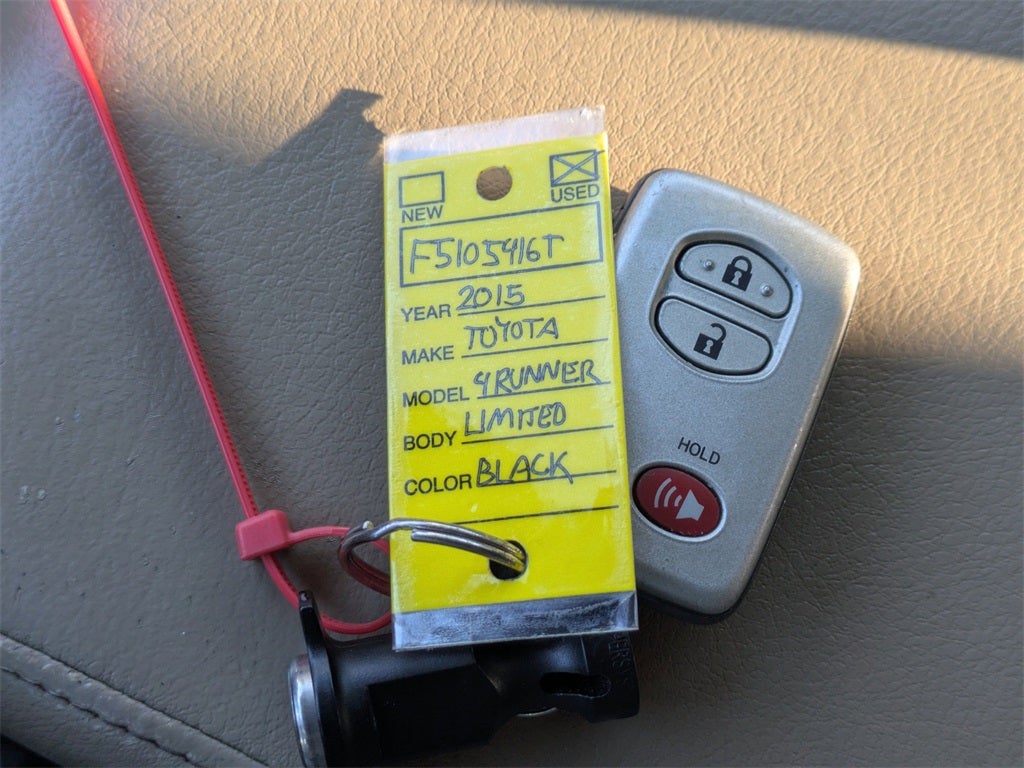 NEW
USED
F5105416T
YEAR 2015
MAKE TOYOTA
MODEL 4RUNNER
BODY LIMITED
COLOR BLACK
HOLD